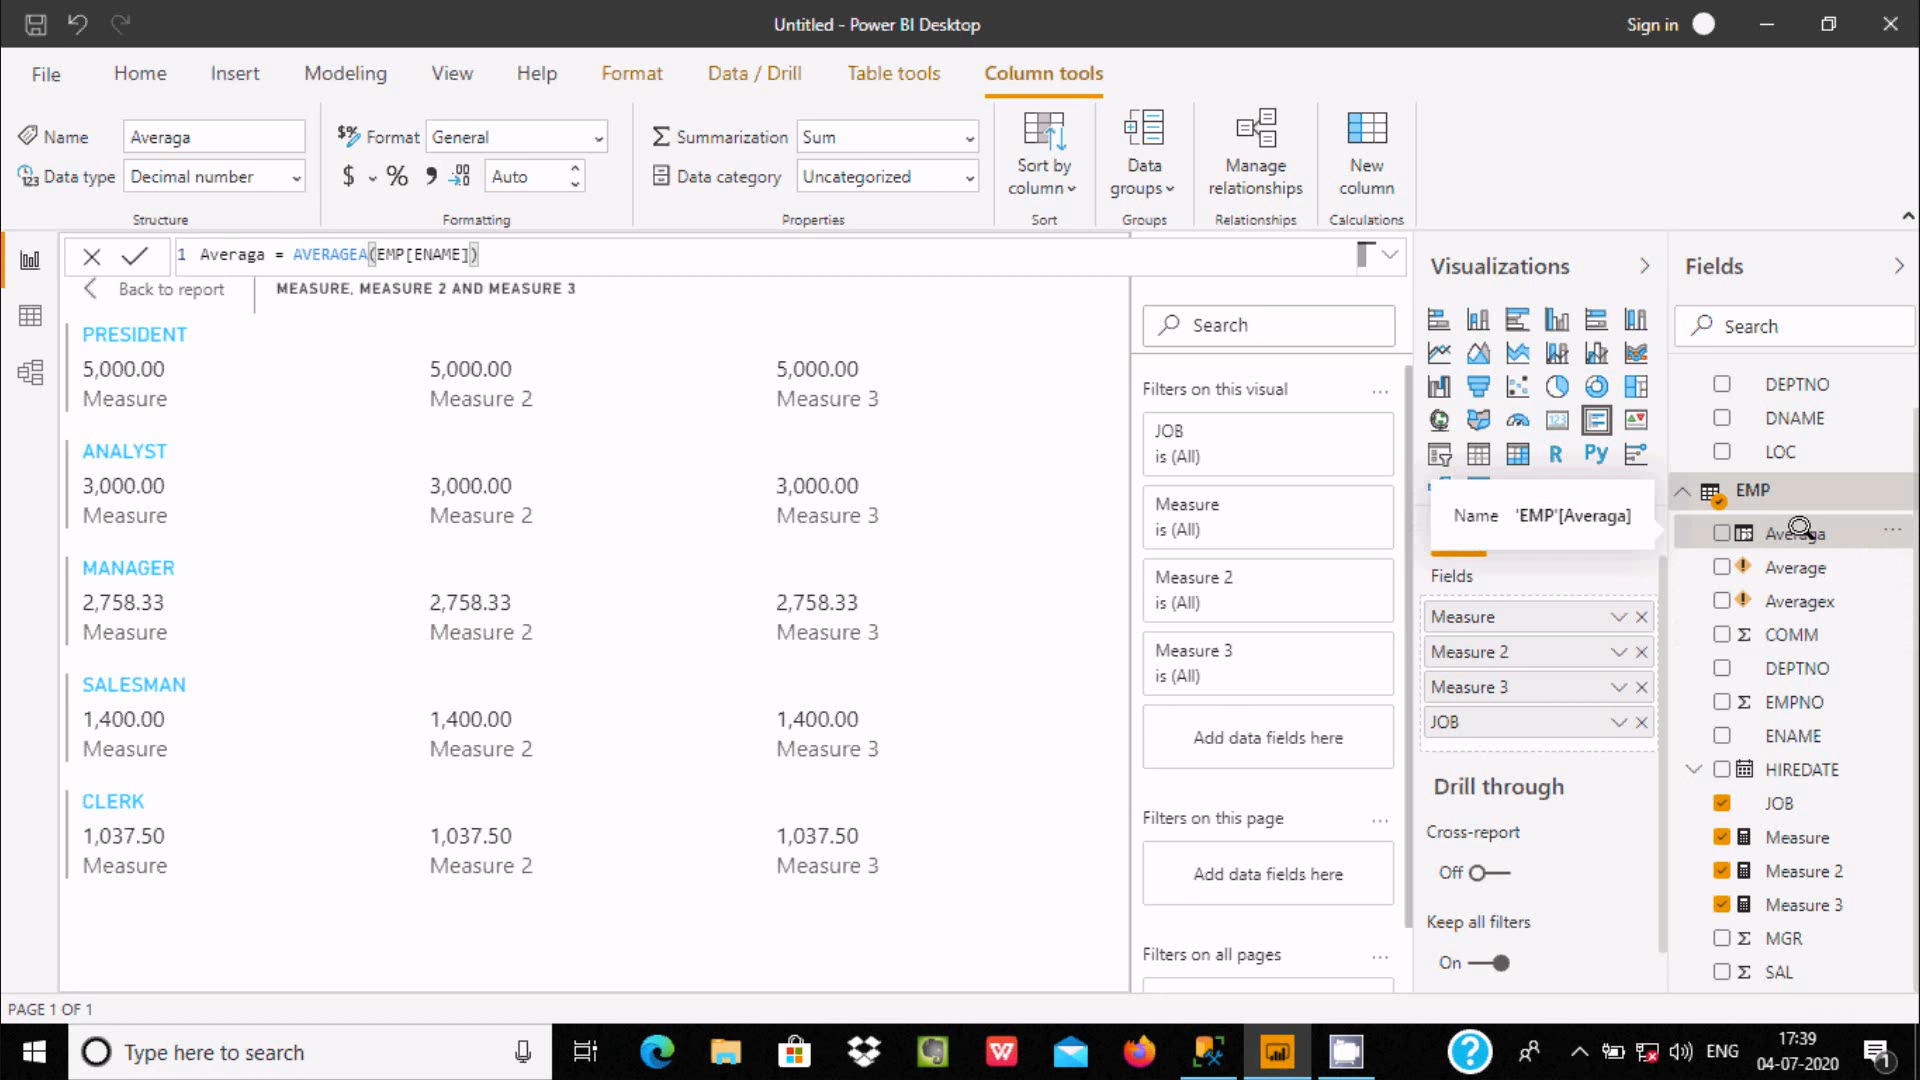 Untitled - Power BI Desktop
Sign in
File
Home
Insert
Modeling
View
Help
Format
Data / Drill
Table tools
Column tools
Name
Averaga
Format
General
Summarization
Sum
Data type
Decimal number
$ % 9 .00
Auto
Data category
Uncategorized
Sort by column
Data groups
Manage relationships
New column
Structure
Formatting
Properties
Sort
Groups
Relationships
Calculations
1 Averaga = AVERAGEA(EMP[ENAME])
Back to report
MEASURE, MEASURE 2 AND MEASURE 3
PRESIDENT
5,000.00 5,000.00 5,000.00
Measure Measure 2 Measure 3
ANALYST
3,000.00 3,000.00 3,000.00
Measure Measure 2 Measure 3
MANAGER
2,758.33 2,758.33 2,758.33
Measure Measure 2 Measure 3
SALESMAN
1,400.00 1,400.00 1,400.00
Measure Measure 2 Measure 3
CLERK
1,037.50 1,037.50 1,037.50
Measure Measure 2 Measure 3
Search
Filters on this visual
JOB
is (All)
Measure
is (All)
Measure 2
is (All)
Measure 3
is (All)
Add data fields here
Filters on this page
Add data fields here
Filters on all pages
Visualizations
123
R
Py
Name 'EMP'[Averaga]
Fields
Measure
Measure 2
Measure 3
JOB
Drill through
Cross-report
Off
Keep all filters
On
Fields
Search
DEPTNO
DNAME
LOC
EMP
Averaga
Average
Averagex
COMM
DEPTNO
EMPNO
ENAME
HIREDATE
JOB
Measure
Measure 2
Measure 3
MGR
SAL
PAGE 1 OF 1
Type here to search
W
?
ENG
17:39
04-07-2020
1